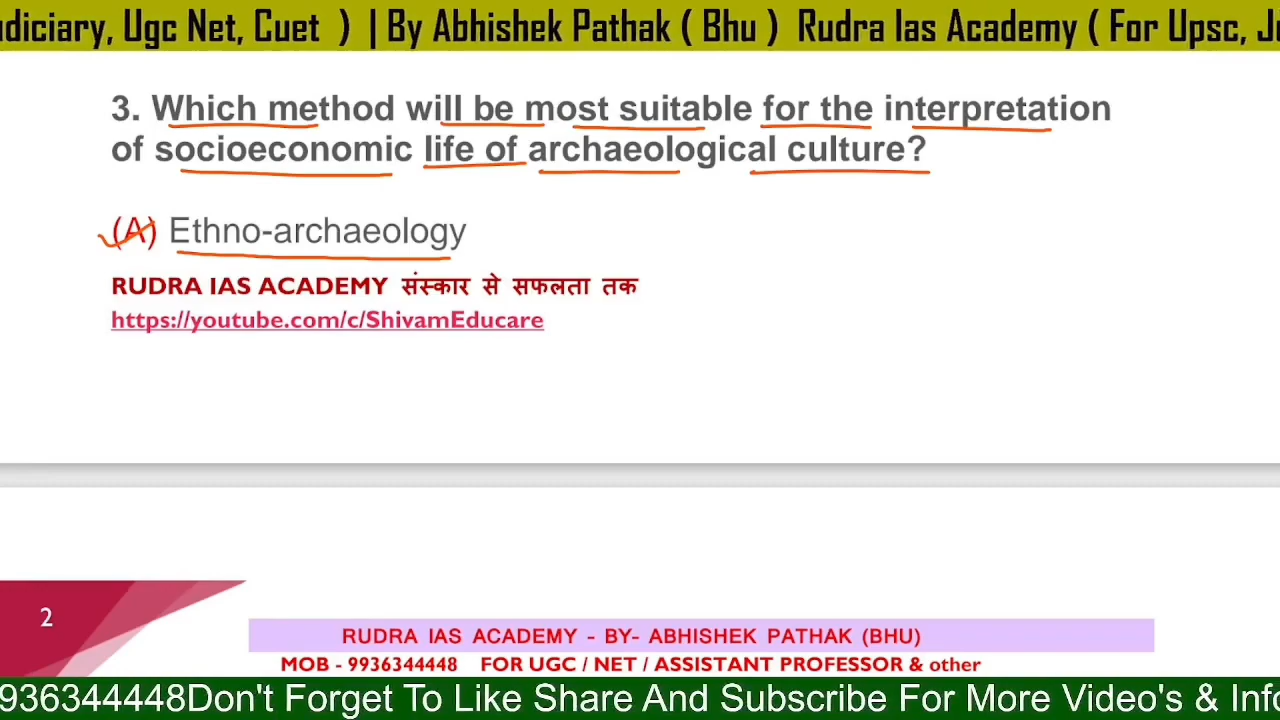 diciary, Ugc Net, Cuet ) | By Abhishek Pathak ( Bhu ) Rudra Ias Academy ( For Upsc, J
3. Which method will be most suitable for the interpretation
of socioeconomic life of archaeological culture?
(A) Ethno-archaeology
RUDRA IAS ACADEMY संस्कार से सफलता तक
https://youtube.com/c/ShivamEducare
2
RUDRA IAS ACADEMY - BY- ABHISHEK PATHAK (BHU)
MOB - 9936344448 FOR UGC / NET / ASSISTANT PROFESSOR & other
936344448Don't Forget To Like Share And Subscribe For More Video's & Info